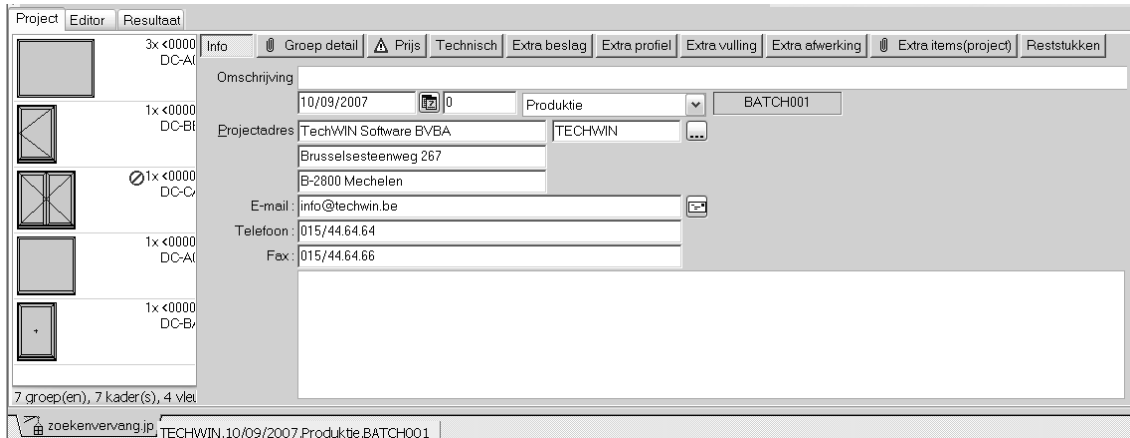 Project Editor Resultaat
3x <0000
DC-A(
1x <0000
DC-BE
1x <0000
DC-C
1x <0000
DC-A(
1x <0000
DC-BA
7 groep(en), 7 kader(s), 4 vleu
Info Groep detail Prijs Technisch Extra beslag Extra profiel Extra vulling Extra afwerking Extra items(project) Reststukken
Omschrijving
10/09/2007 0 Produktie BATCH001
Projectadres TechWIN Software BVBA TECHWIN ...
Brusselsesteenweg 267
B-2800 Mechelen
E-mail: info@techwin.be
Telefoon: 015/44.64.64
Fax: 015/44.64.66
zoekenvervang.jp TECHWIN.10/09/2007.Produktie.BATCH001